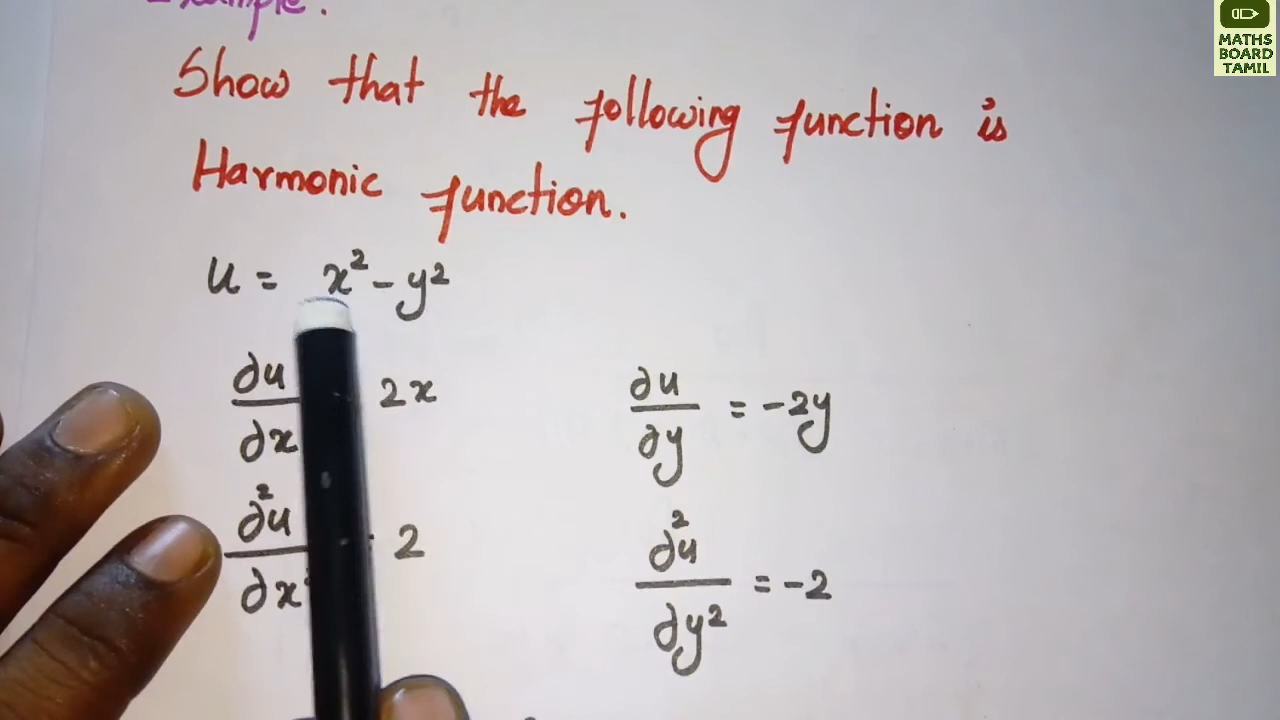 Example:
MATHS
BOARD
TAMIL
Show that the following function is
Harmonic function.
u = x² - y²
∂u/∂x 2x
∂u/∂y = -2y
∂²u/∂x² 2
∂²u/∂y² = -2